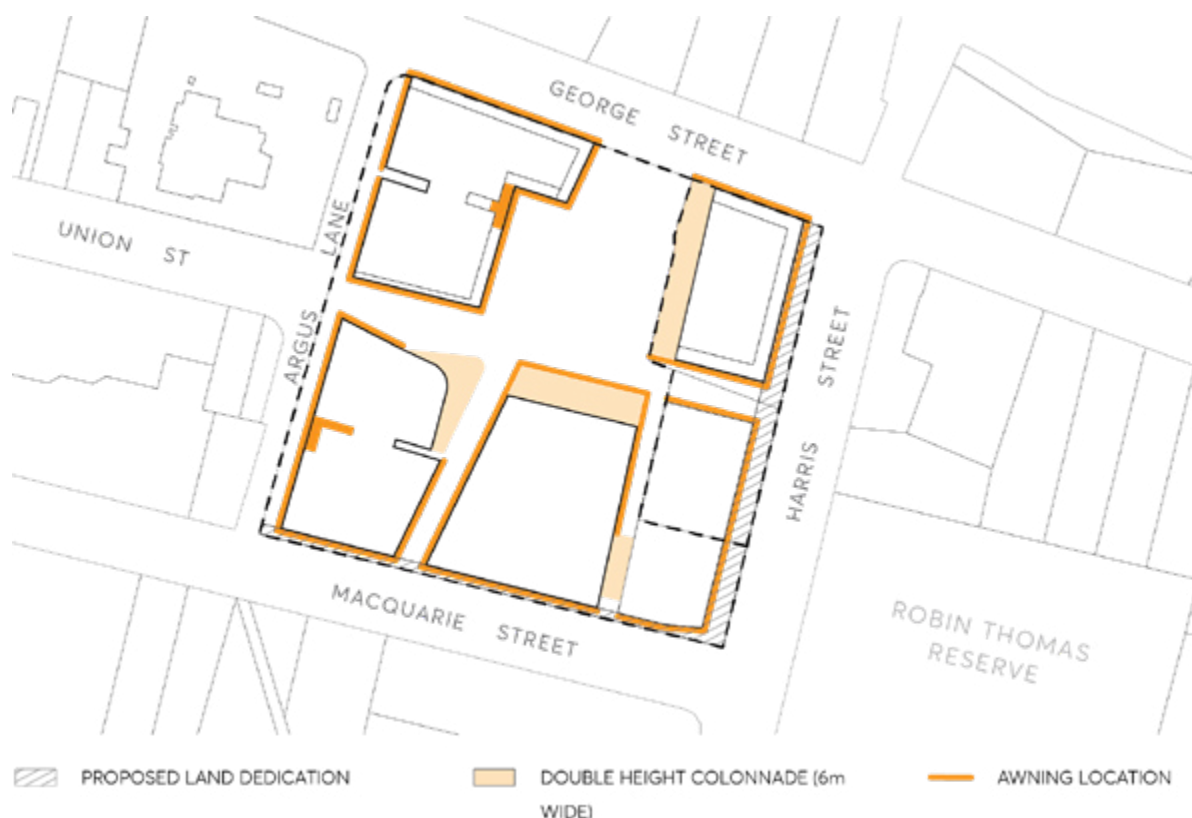 GEORGE STREET
UNION ST
ARGUS LANE
HARRIS STREET
MACQUARIE STREET
ROBIN THOMAS
RESERVE
PROPOSED LAND DEDICATION
DOUBLE HEIGHT COLONNADE (6m
WIDE)
AWNING LOCATION